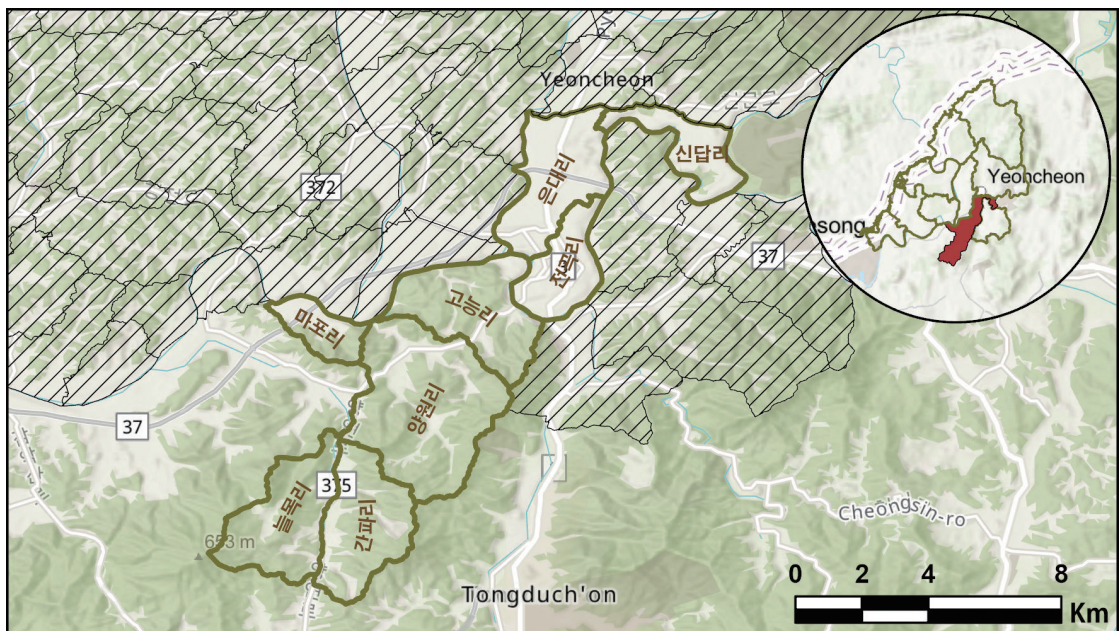 Yeoncheon
신답리
은대리
372
Yeoncheon
esong
전곡리
37
고능리
마포리
양원리
37
375
늘목리
간파리
653 m
Cheongsin-ro
Tongduch'on
0 2 4 8
Km